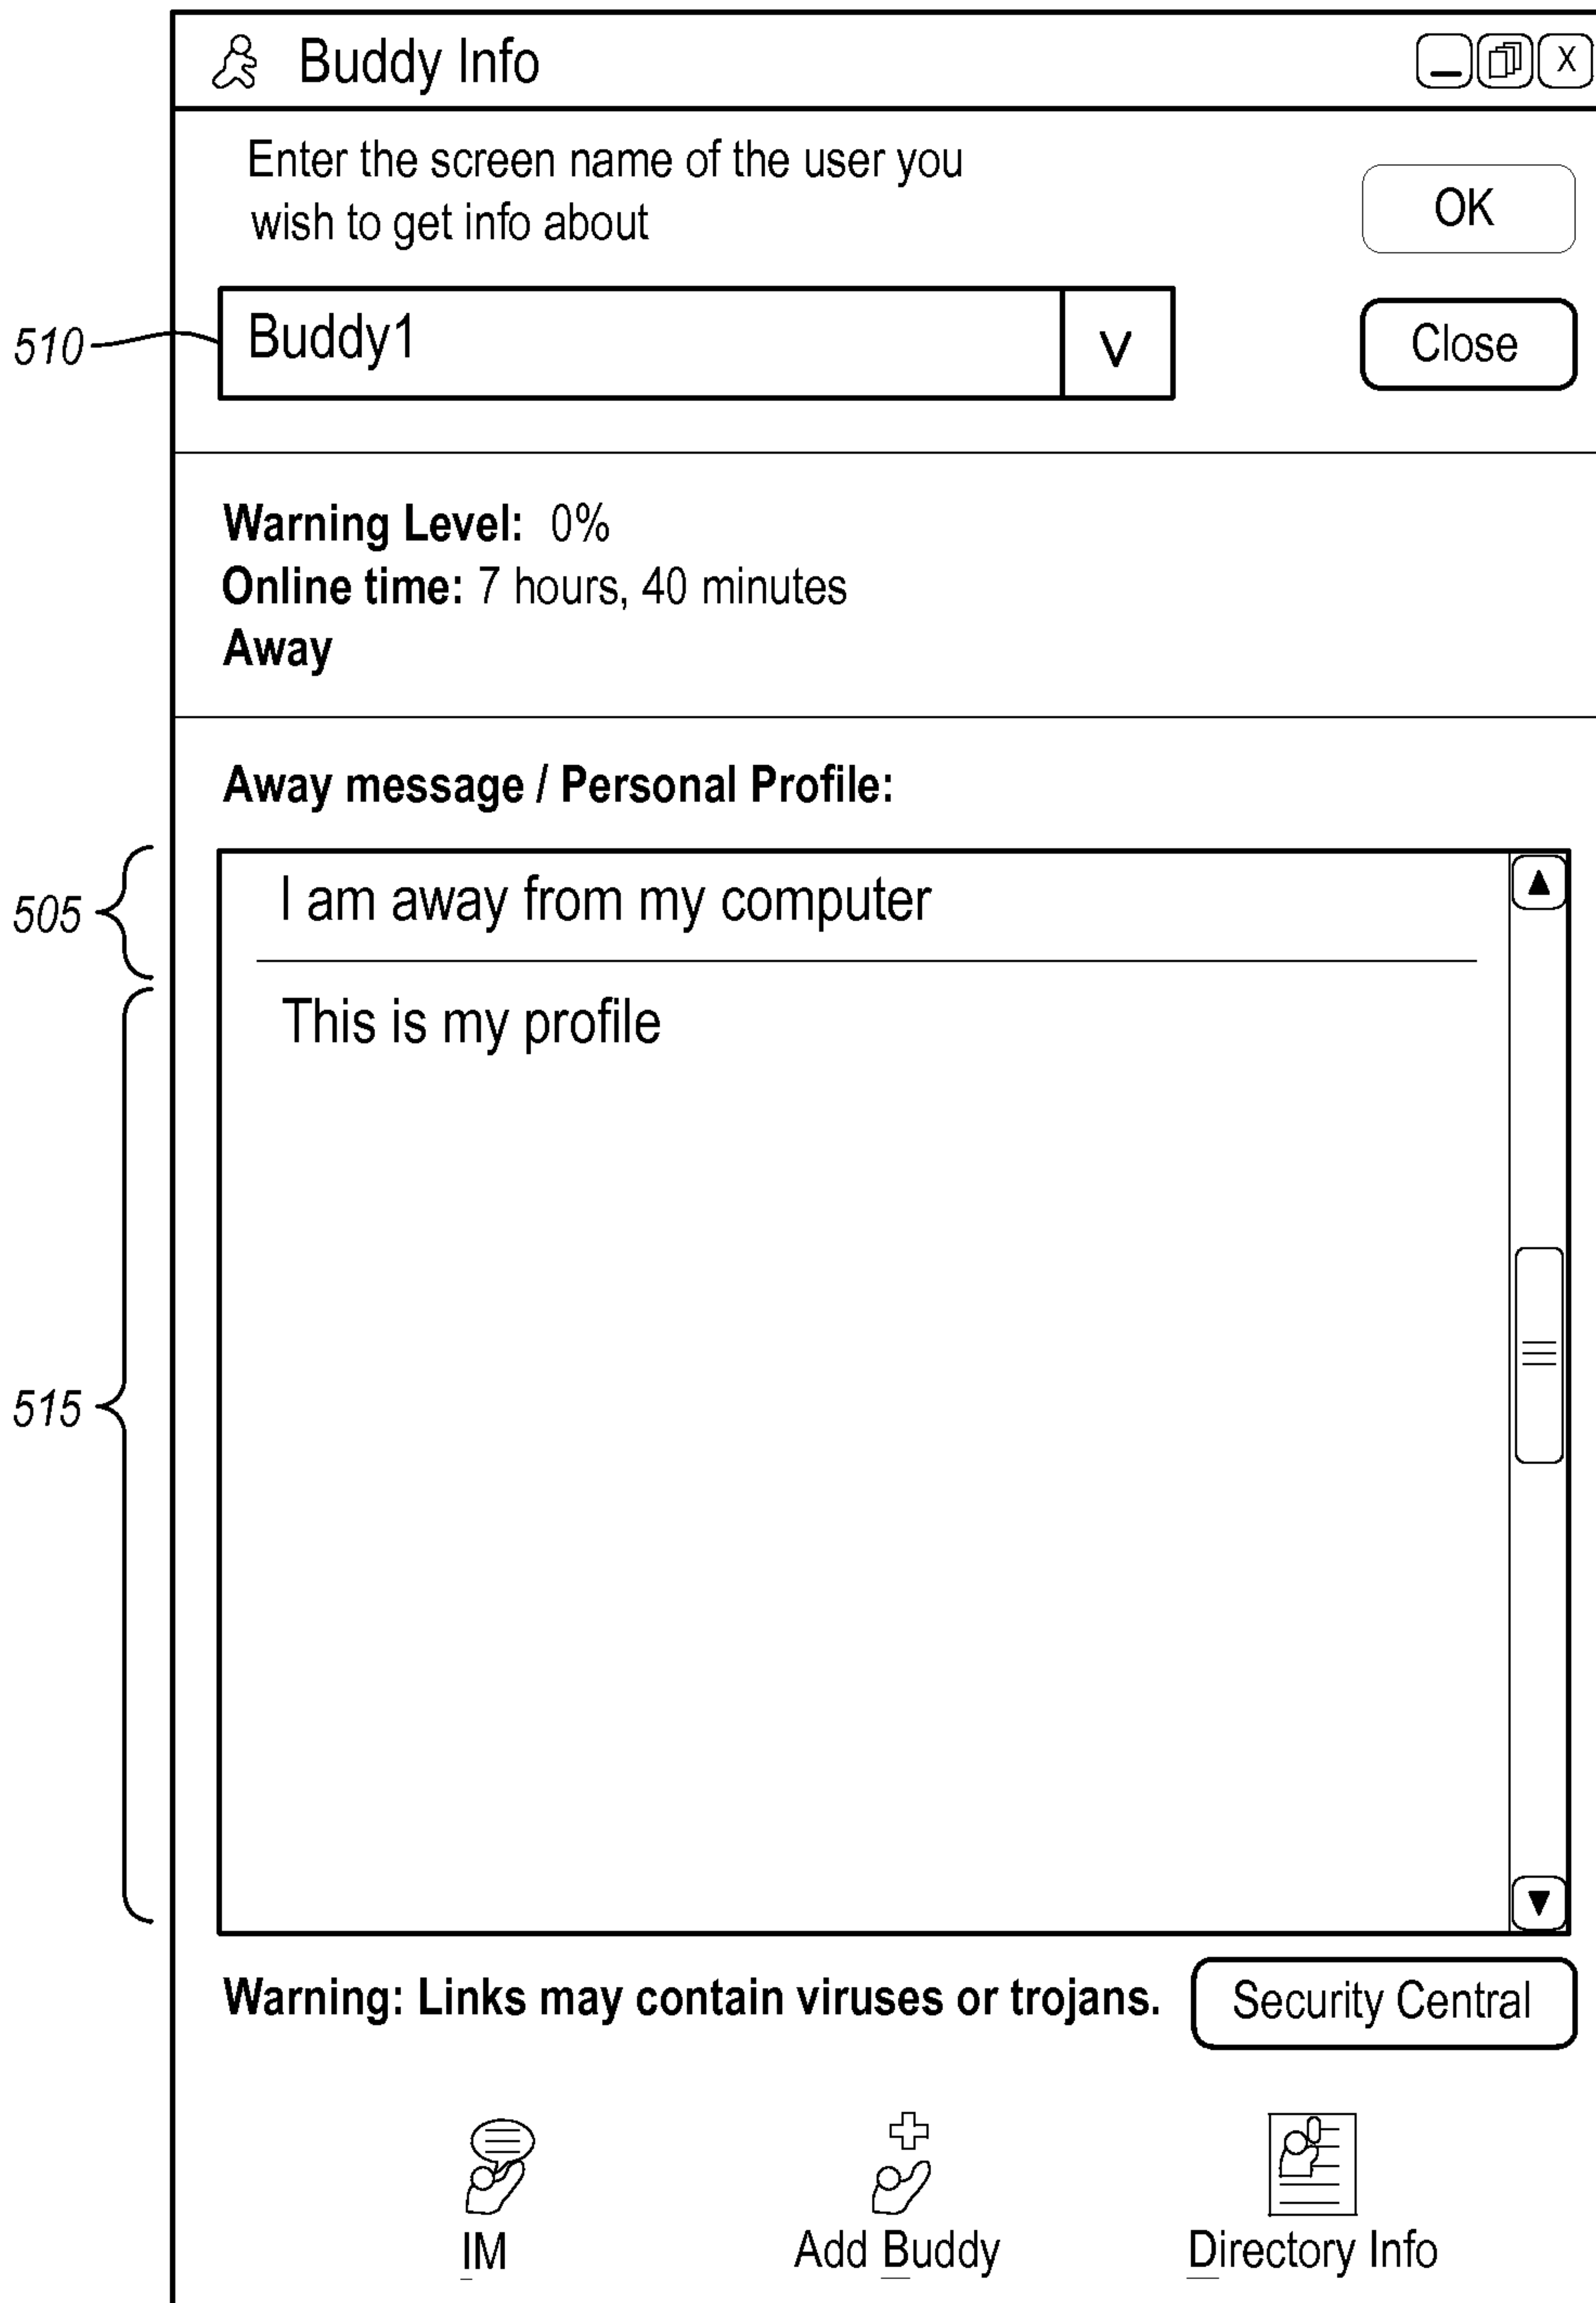 Buddy Info
X
Enter the screen name of the user you
wish to get info about
OK
510
Buddy1
V
Close
Warning Level: 0%
Online time: 7 hours, 40 minutes
Away
Away message / Personal Profile:
505
I am away from my computer
This is my profile
515
Warning: Links may contain viruses or trojans.
Security Central
IM
Add Buddy
Directory Info